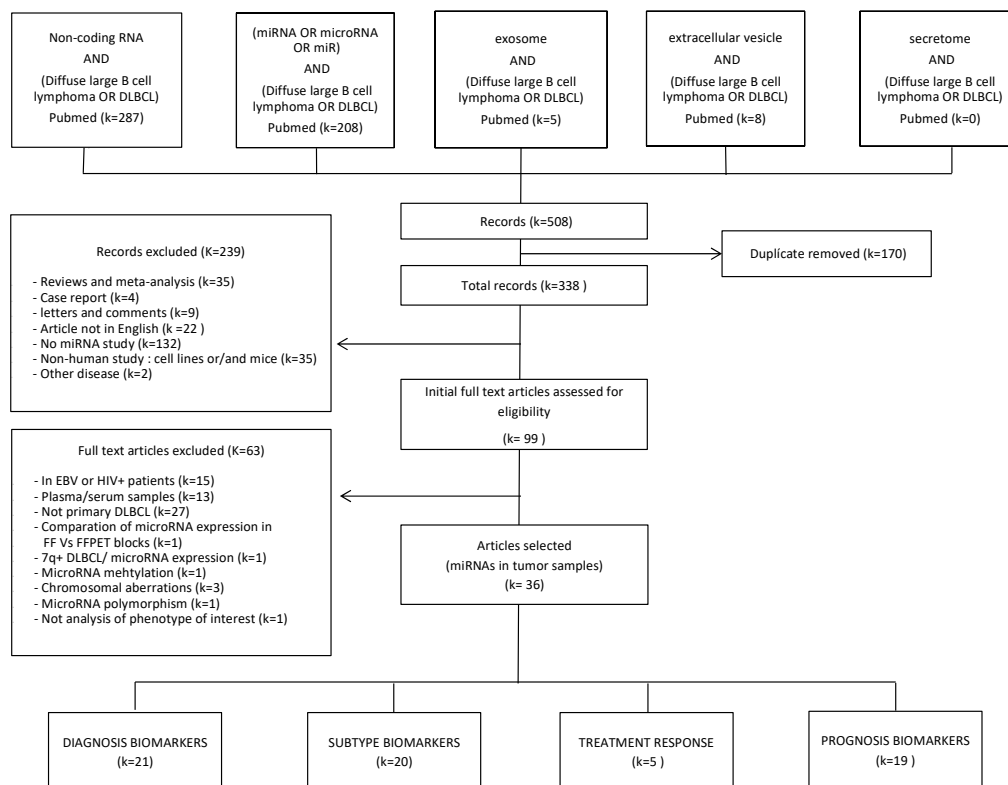 Non-coding RNA
AND
(Diffuse large B cell
lymphoma OR DLBCL)
Pubmed (k=287)
(miRNA OR microRNA
OR miR)
AND
(Diffuse large B cell
lymphoma OR DLBCL)
Pubmed (k=208)
exosome
AND
(Diffuse large B cell
lymphoma OR DLBCL)
Pubmed (k=5)
extracellular vesicle
AND
(Diffuse large B cell
lymphoma OR DLBCL)
Pubmed (k=8)
secretome
AND
(Diffuse large B cell
lymphoma OR DLBCL)
Pubmed (k=0)
Records (k=508)
Duplícate removed (k=170)
Total records (k=338 )
Records excluded (K=239)
- Reviews and meta-analysis (k=35)
- Case report (k=4)
- letters and comments (k=9)
- Article not in English (k =22 )
- No miRNA study (k=132)
- Non-human study : cell lines or/and mice (k=35)
- Other disease (k=2)
Initial full text articles assessed for
eligibility
(k= 99 )
Full text articles excluded (K=63)
- In EBV or HIV+ patients (k=15)
- Plasma/serum samples (k=13)
- Not primary DLBCL (k=27)
- Comparation of microRNA expression in
FF Vs FFPET blocks (k=1)
- 7q+ DLBCL/ microRNA expression (k=1)
- MicroRNA mehtylation (k=1)
- Chromosomal aberrations (k=3)
- MicroRNA polymorphism (k=1)
- Not analysis of phenotype of interest (k=1)
Articles selected
(miRNAs in tumor samples)
(k= 36)
DIAGNOSIS BIOMARKERS
(k=21)
SUBTYPE BIOMARKERS
(k=20)
TREATMENT RESPONSE
(k=5 )
PROGNOSIS BIOMARKERS
(k=19 )